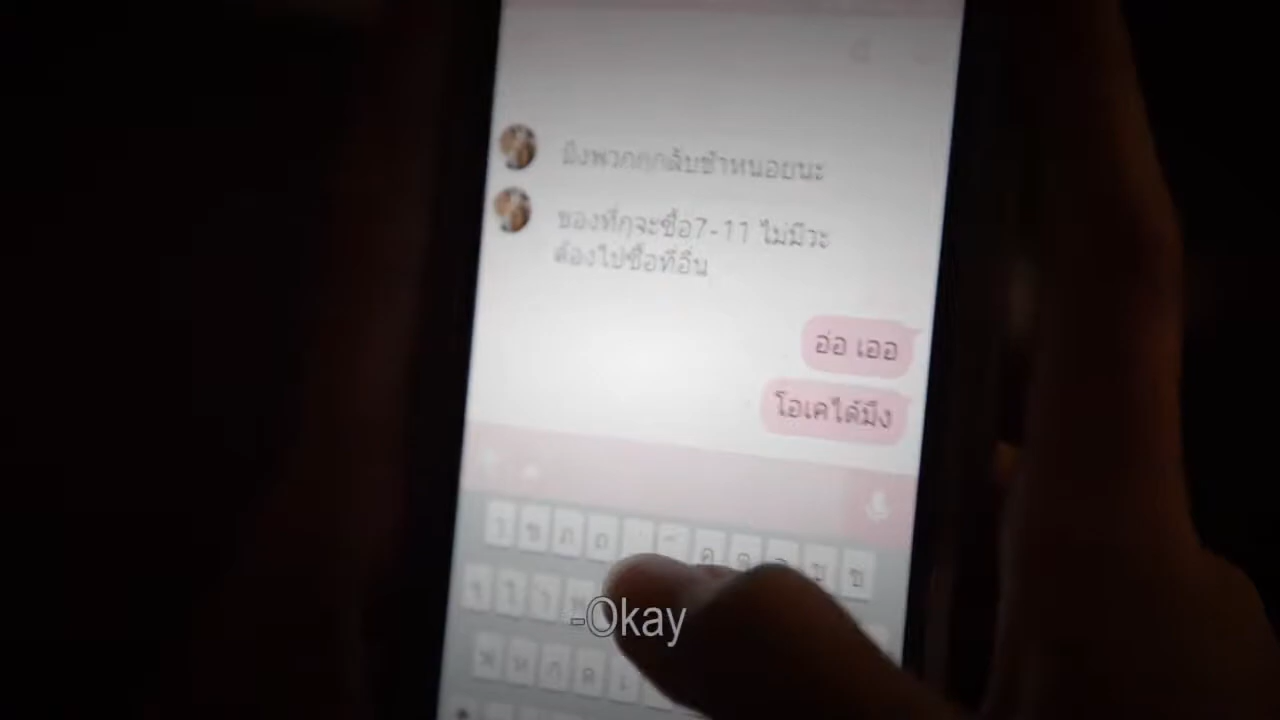 มึงพวกกูกลับช้าหน่อยนะ
ของที่กูจะซื้อ7-11 ไม่มีวะ
ต้องไปซื้อที่อื่น
อ่อ เออ
โอเคได้มึง
-Okay